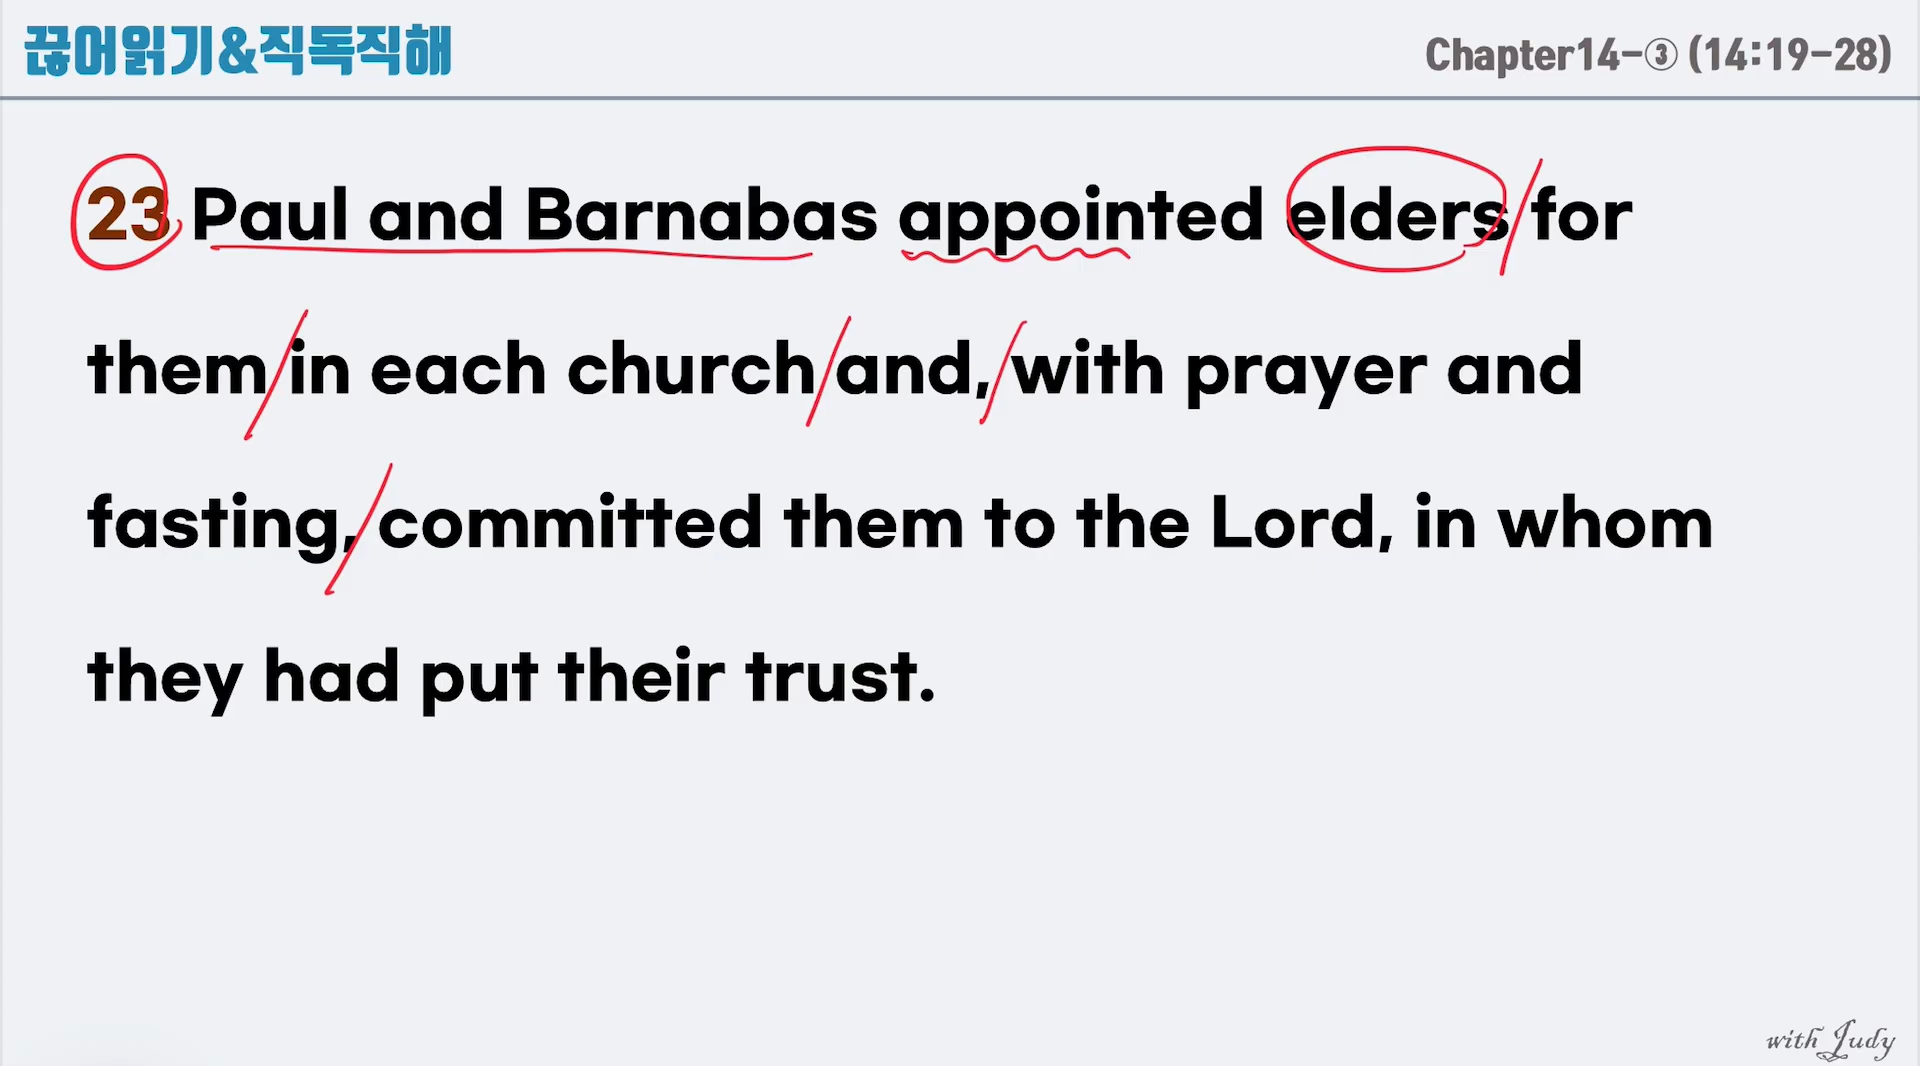 끊어읽기&직독직해
Chapter14-③ (14:19-28)
23 Paul and Barnabas appointed elders for
them in each church and, with prayer and
fasting, committed them to the Lord, in whom
they had put their trust.
with Judy